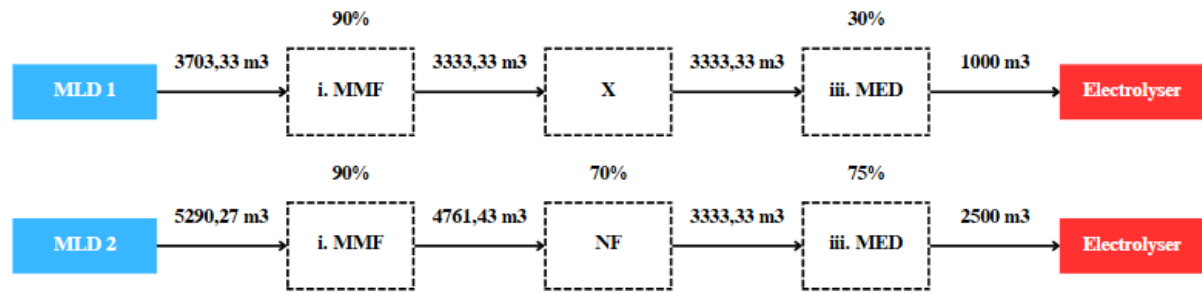 90%
30%
3703,33 m3
3333,33 m3
3333,33 m3
1000 m3
MLD 1
i. MMF
X
iii. MED
Electrolyser
90%
70%
75%
5290,27 m3
4761,43 m3
3333,33 m3
2500 m3
MLD 2
i. MMF
NF
iii. MED
Electrolyser